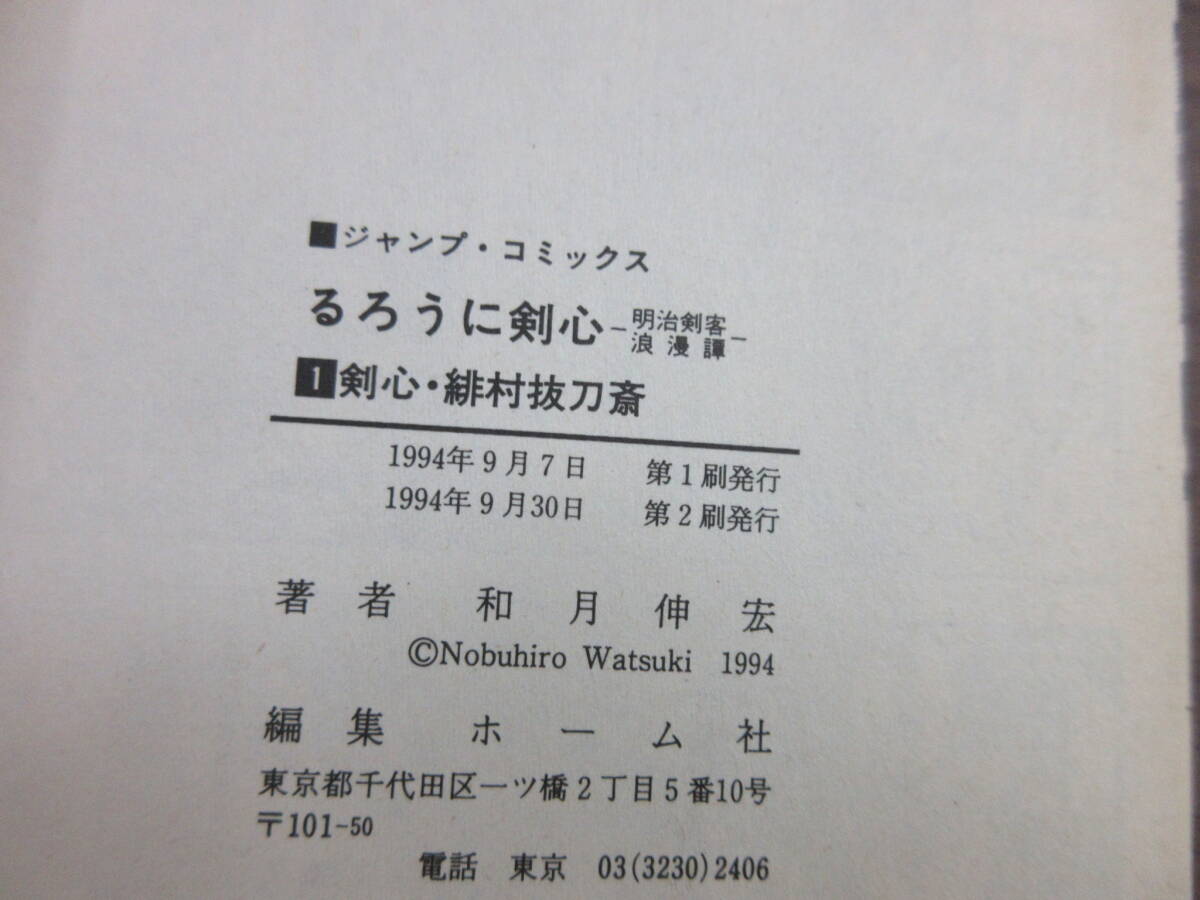 ■ジャンプ・コミックス
るろうに剣心-明治剣客浪漫譚-
1剣心・緋村抜刀斎
1994年9月7日 第1刷発行
1994年9月30日 第2刷発行
著者 和月伸宏
©Nobuhiro Watsuki 1994
編集 ホーム社
東京都千代田区一ツ橋2丁目5番10号
〒101-50
電話 東京 03(3230)2406